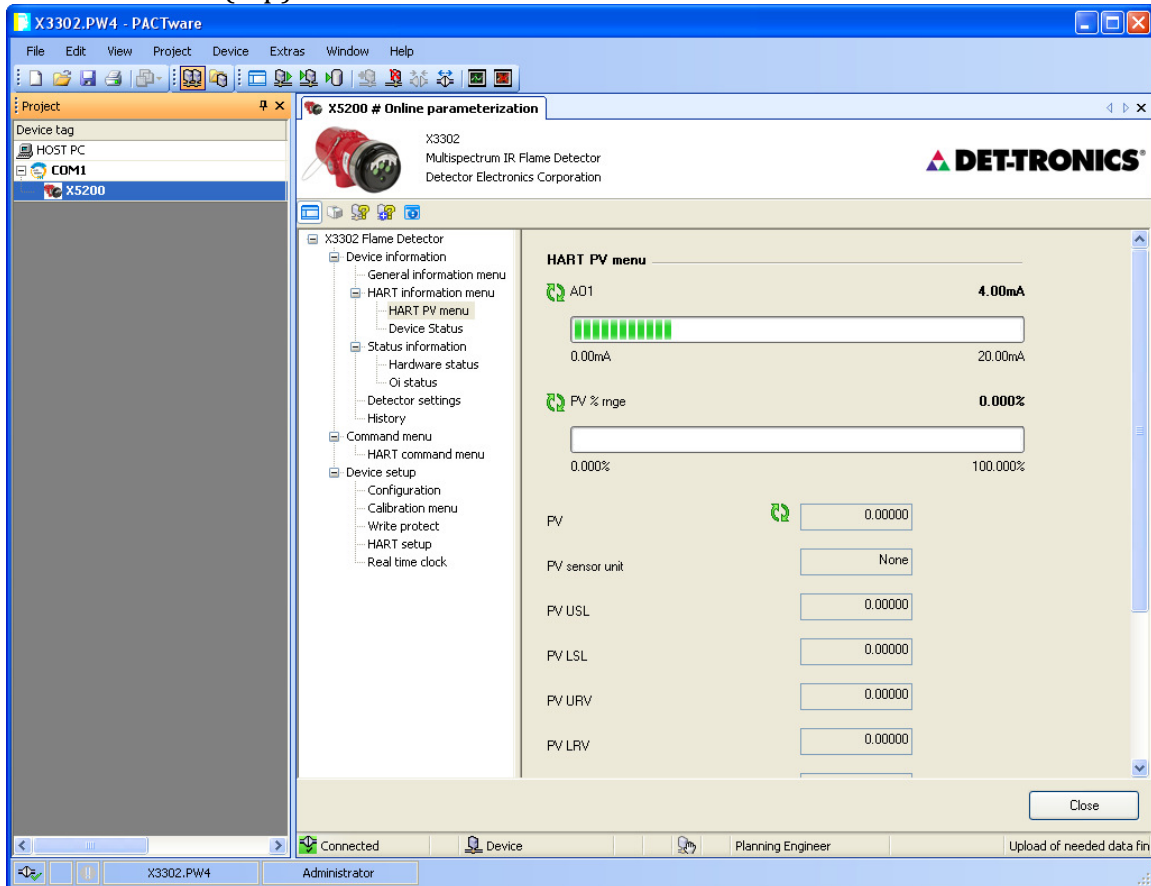 X3302.PW4 - PACTware
File Edit View Project Device Extras Window Help
Project
X5200 # Online parameterization
Device tag
HOST PC
COM1
X5200
X3302
Multispectrum IR Flame Detector
Detector Electronics Corporation
DET-TRONICS®
X3302 Flame Detector
Device information
General information menu
HART information menu
HART PV menu
Device Status
Status information
Hardware status
Oi status
Detector settings
History
Command menu
HART command menu
Device setup
Configuration
Calibration menu
Write protect
HART setup
Real time clock
HART PV menu
AO1 4.00mA
0.00mA 20.00mA
PV % rnge 0.000%
0.000% 100.000%
PV 0.00000
PV sensor unit None
PV USL 0.00000
PV LSL 0.00000
PV URV 0.00000
PV LRV 0.00000
Close
Connected Device Planning Engineer Upload of needed data fin
X3302.PW4 Administrator